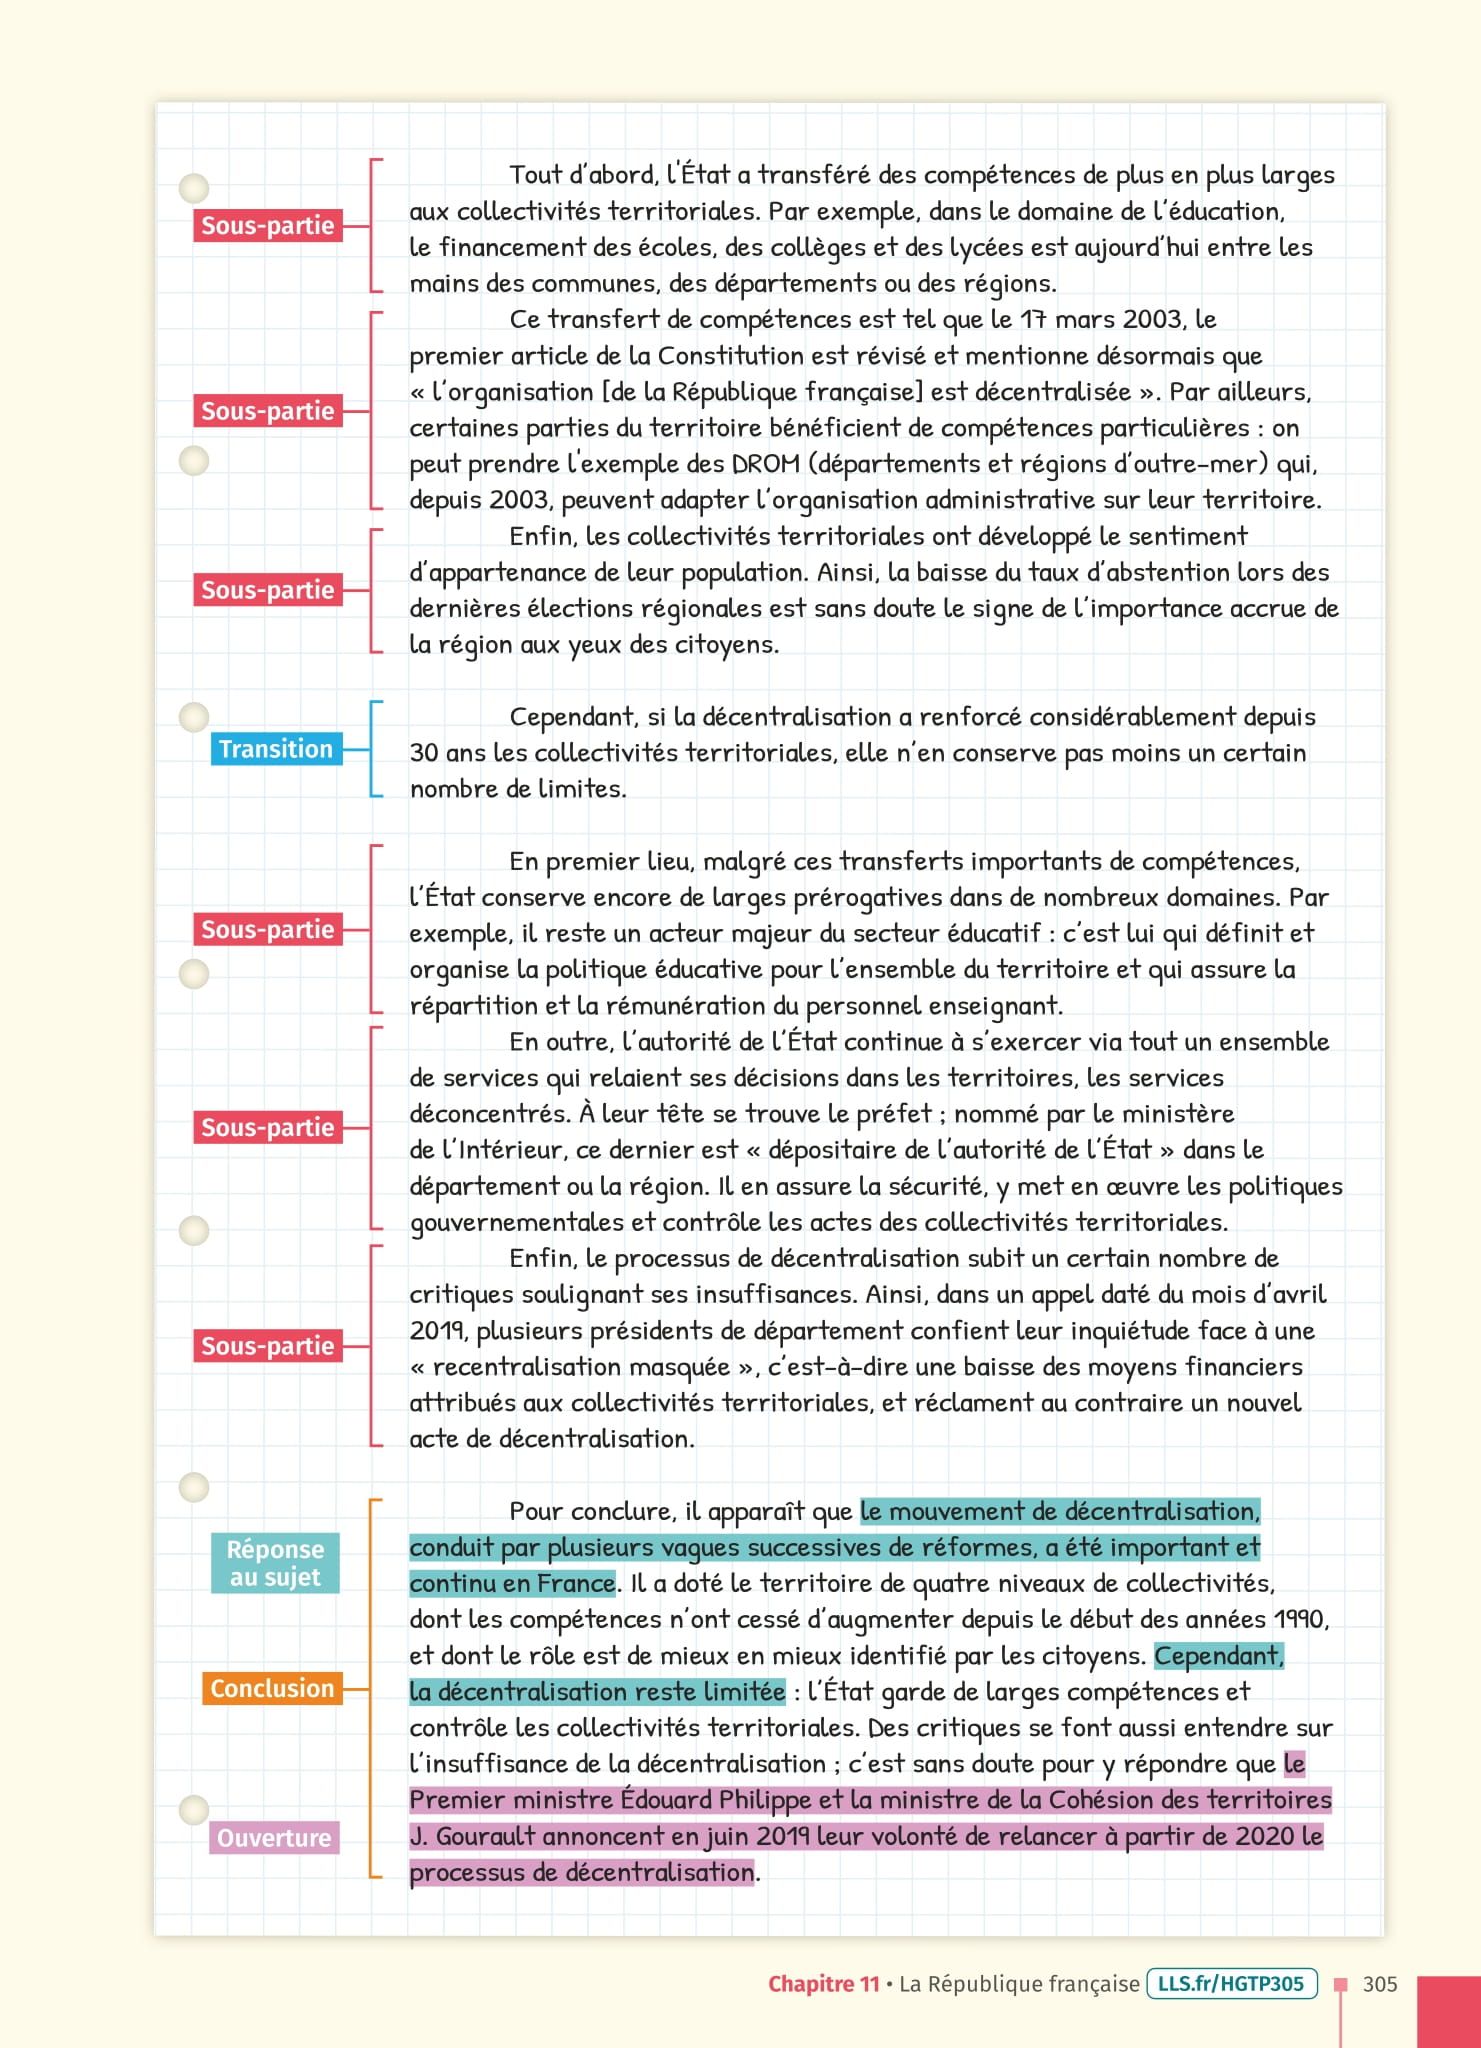 Tout d'abord, l'État a transféré des compétences de plus en plus larges
Sous-partie
aux collectivités territoriales. Par exemple, dans le domaine de l'éducation,
le financement des écoles, des collèges et des lycées est aujourd'hui entre les
mains des communes, des départements ou des régions.
Ce transfert de compétences est tel que le 17 mars 2003, le
premier article de la Constitution est révisé et mentionne désormais que
« l'organisation [de la République française] est décentralisée ». Par ailleurs,
Sous-partie
certaines parties du territoire bénéficient de compétences particulières : on
peut prendre l'exemple des DROM (départements et régions d'outre-mer) qui,
depuis 2003, peuvent adapter l'organisation administrative sur leur territoire.
Enfin, les collectivités territoriales ont développé le sentiment
d'appartenance de leur population. Ainsi, la baisse du taux d'abstention lors des
Sous-partie
dernières élections régionales est sans doute le signe de l'importance accrue de
la région aux yeux des citoyens.
Cependant, si la décentralisation a renforcé considérablement depuis
Transition
30 ans les collectivités territoriales, elle n'en conserve pas moins un certain
nombre de limites.
En premier lieu, malgré ces transferts importants de compétences,
l'État conserve encore de larges prérogatives dans de nombreux domaines. Par
Sous-partie
exemple, il reste un acteur majeur du secteur éducatif : c'est lui qui définit et
organise la politique éducative pour l'ensemble du territoire et qui assure la
répartition et la rémunération du personnel enseignant.
En outre, l'autorité de l'État continue à s'exercer via tout un ensemble
de services qui relaient ses décisions dans les territoires, les services
déconcentrés. À leur tête se trouve le préfet ; nommé par le ministère
Sous-partie
de l'Intérieur, ce dernier est « dépositaire de l'autorité de l'État » dans le
département ou la région. Il en assure la sécurité, y met en œuvre les politiques
gouvernementales et contrôle les actes des collectivités territoriales.
Enfin, le processus de décentralisation subit un certain nombre de
critiques soulignant ses insuffisances. Ainsi, dans un appel daté du mois d'avril
2019, plusieurs présidents de département confient leur inquiétude face à une
Sous-partie
« recentralisation masquée », c'est-à-dire une baisse des moyens financiers
attribués aux collectivités territoriales, et réclament au contraire un nouvel
acte de décentralisation.
Pour conclure, il apparaît que le mouvement de décentralisation,
Réponse
au sujet
conduit par plusieurs vagues successives de réformes, a été important et
continu en France. Il a doté le territoire de quatre niveaux de collectivités,
dont les compétences n'ont cessé d'augmenter depuis le début des années 1990,
et dont le rôle est de mieux en mieux identifié par les citoyens. Cependant,
Conclusion
la décentralisation reste limitée : l'État garde de larges compétences et
contrôle les collectivités territoriales. Des critiques se font aussi entendre sur
l'insuffisance de la décentralisation ; c'est sans doute pour y répondre que le
Premier ministre Édouard Philippe et la ministre de la Cohésion des territoires
Ouverture
J. Gourault annoncent en juin 2019 leur volonté de relancer à partir de 2020 le
processus de décentralisation.
Chapitre 11 • La République française LLS.fr/HGTP305 305